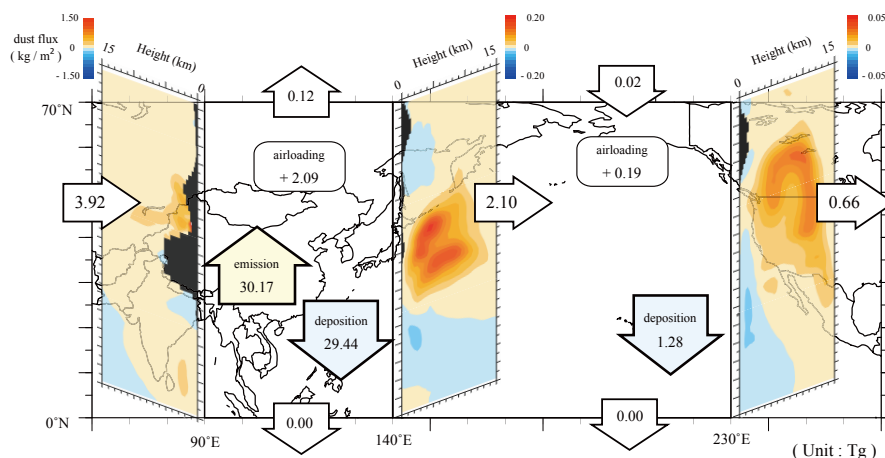 1.50
dust flux
( kg / m² )
- 1.50
15
Height (km)
0
0.20
- 0.20
Height (km)
15
0
0.05
- 0.05
Height (km)
15
0
70°N
0.12
0.02
airloading
+ 2.09
airloading
+ 0.19
3.92
2.10
0.66
emission
30.17
deposition
29.44
deposition
1.28
0°N
0.00
0.00
90°E
140°E
230°E
( Unit : Tg )